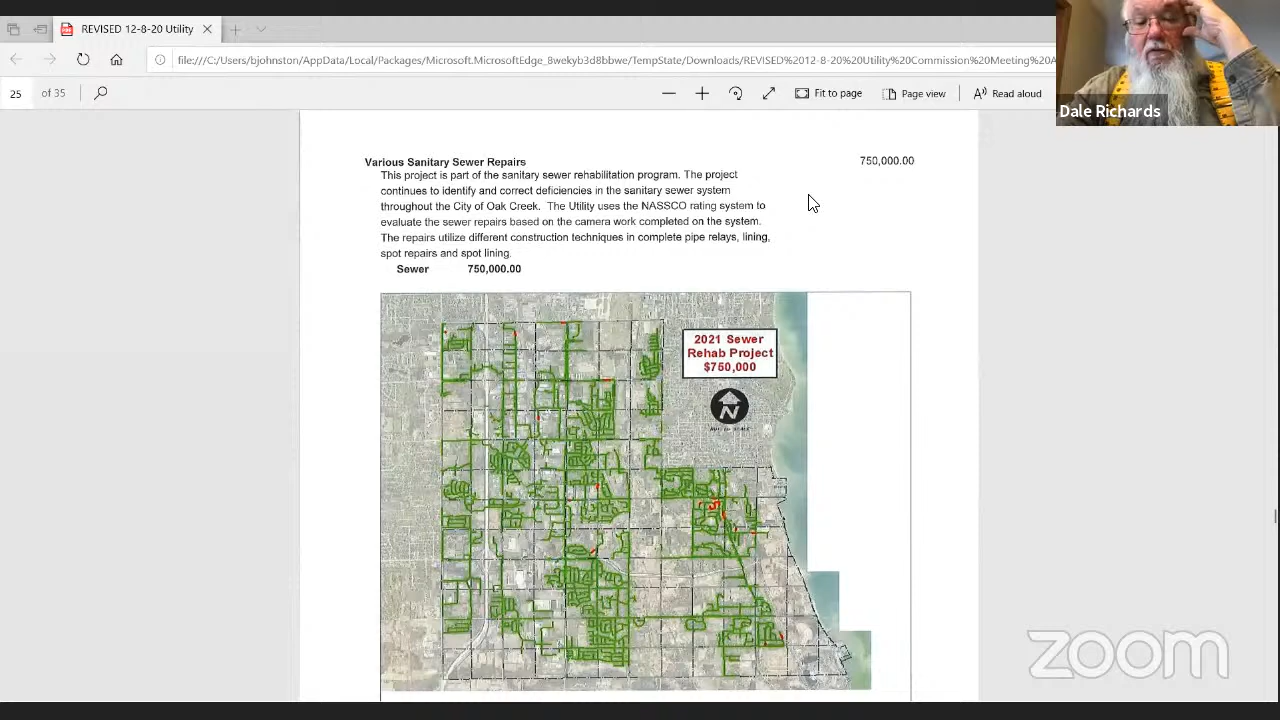 REVISED 12-8-20 Utility
file:///C:/Users/bjohnston/AppData/Local/Packages/Microsoft.MicrosoftEdge_8wekyb3d8bbwe/TempState/Downloads/REVISED%2012-8-20%20Utility%20Commission%20Meeting%20A
25 of 35
Fit to page
Page view
Read aloud
Dale Richards
Various Sanitary Sewer Repairs 750,000.00
This project is part of the sanitary sewer rehabilitation program. The project
continues to identify and correct deficiencies in the sanitary sewer system
throughout the City of Oak Creek. The Utility uses the NASSCO rating system to
evaluate the sewer repairs based on the camera work completed on the system.
The repairs utilize different construction techniques in complete pipe relays, lining,
spot repairs and spot lining.
Sewer 750,000.00
2021 Sewer
Rehab Project
$750,000
N
zoom